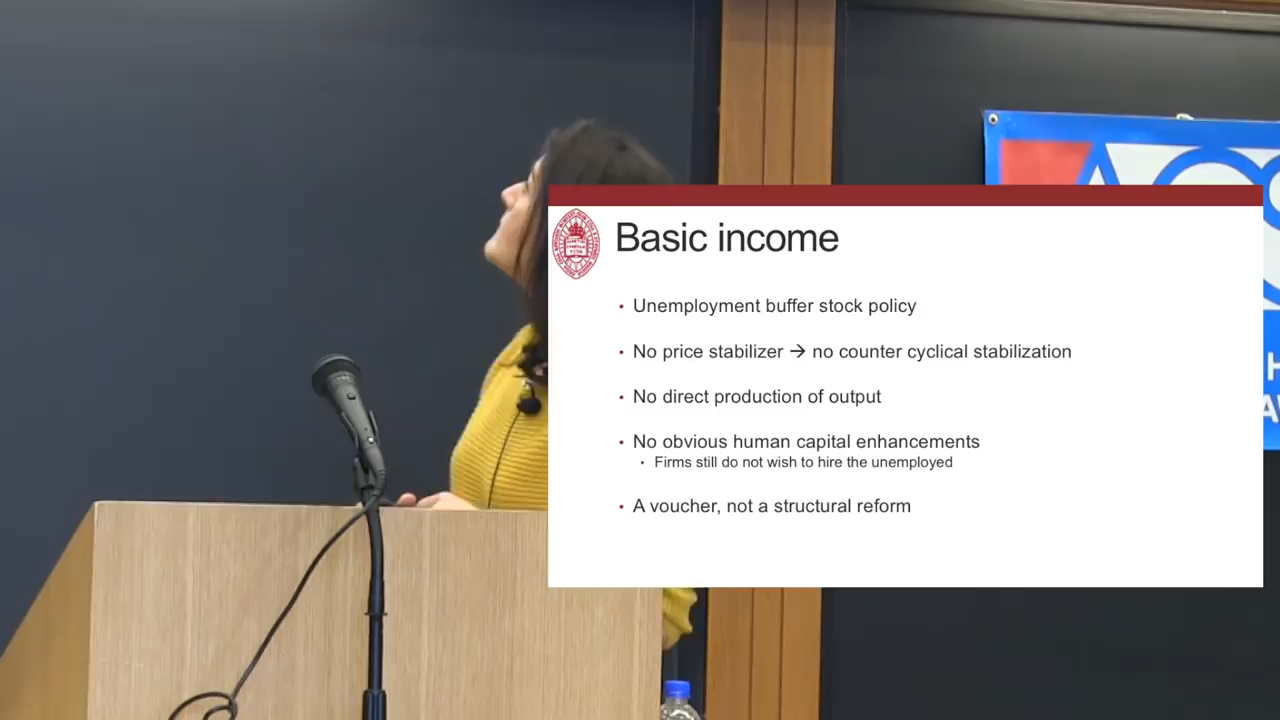 Basic income
• Unemployment buffer stock policy
• No price stabilizer → no counter cyclical stabilization
• No direct production of output
• No obvious human capital enhancements
• Firms still do not wish to hire the unemployed
• A voucher, not a structural reform